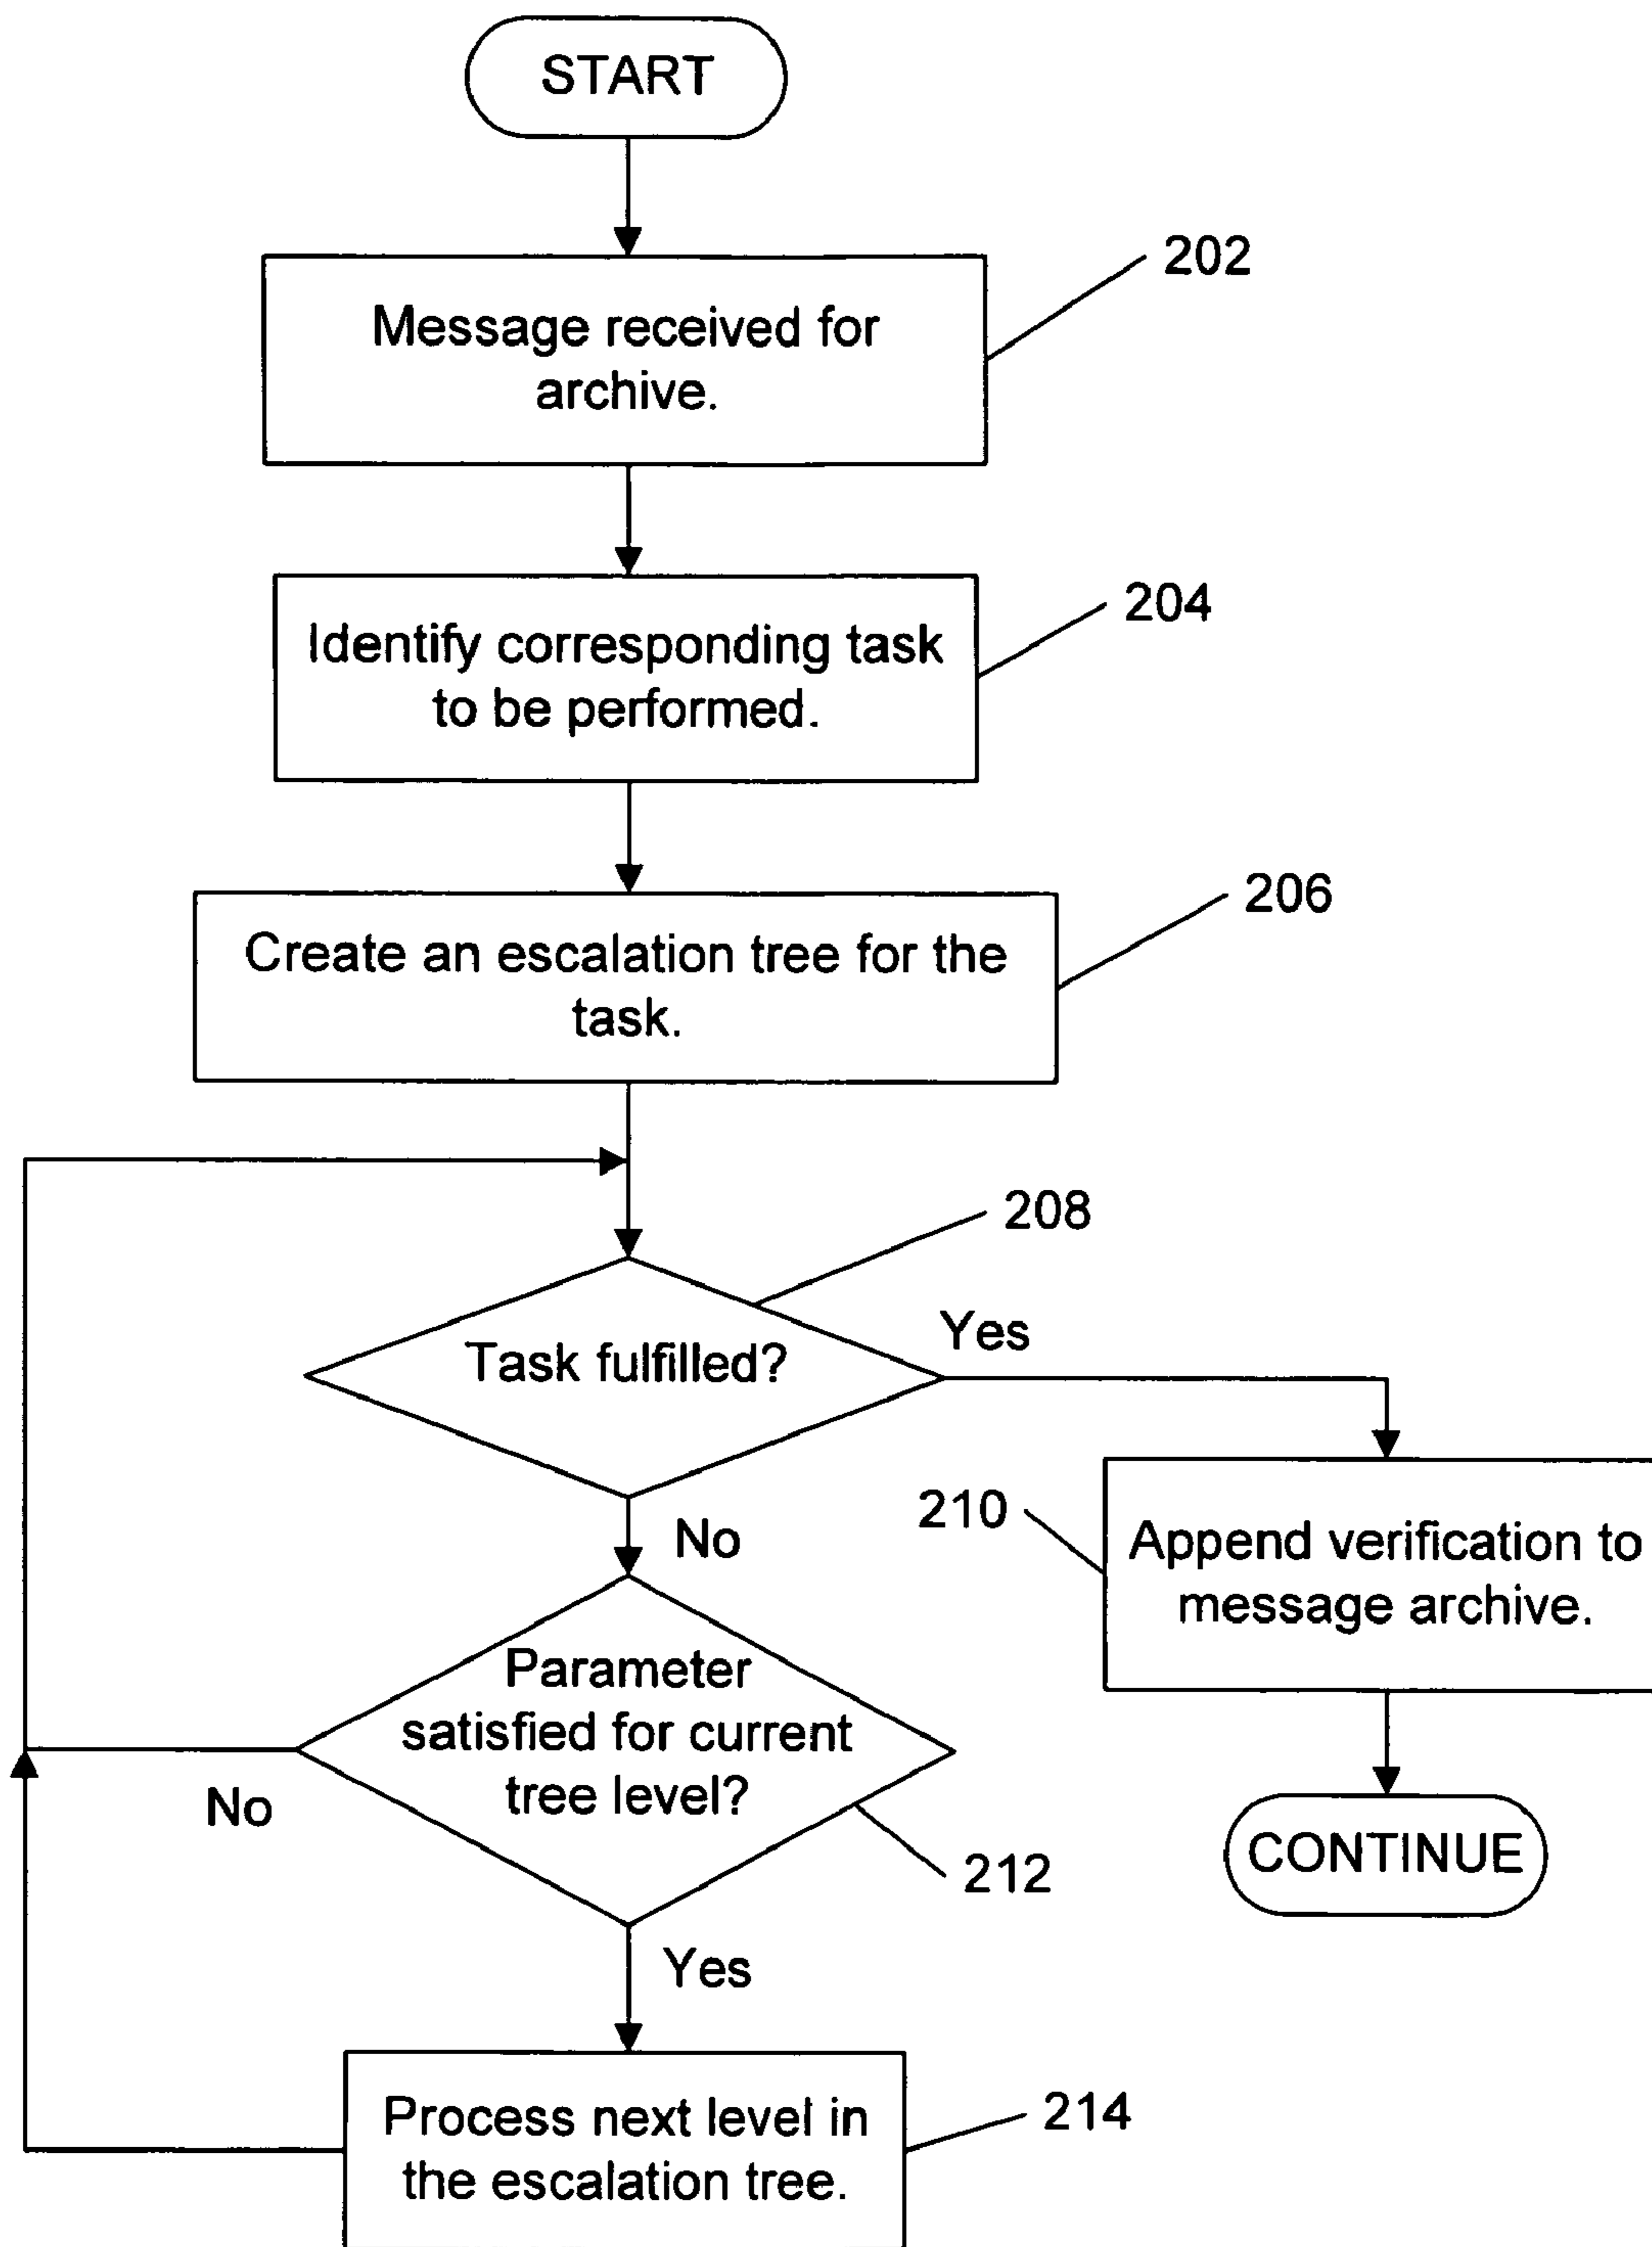 START
202
Message received for
archive.
204
Identify corresponding task
to be performed.
206
Create an escalation tree for the
task.
208
Task fulfilled?
Yes
No
210
Append verification to
message archive.
Parameter
satisfied for current
tree level?
No
212
CONTINUE
Yes
Process next level in
the escalation tree.
214